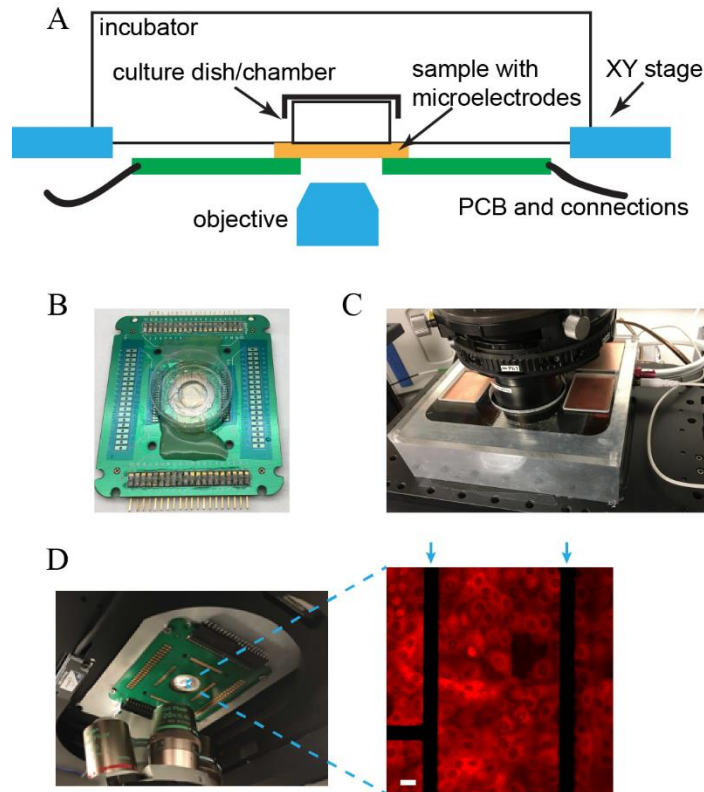 A
incubator
culture dish/chamber
sample with
microelectrodes
XY stage
objective
PCB and connections
B
C
D